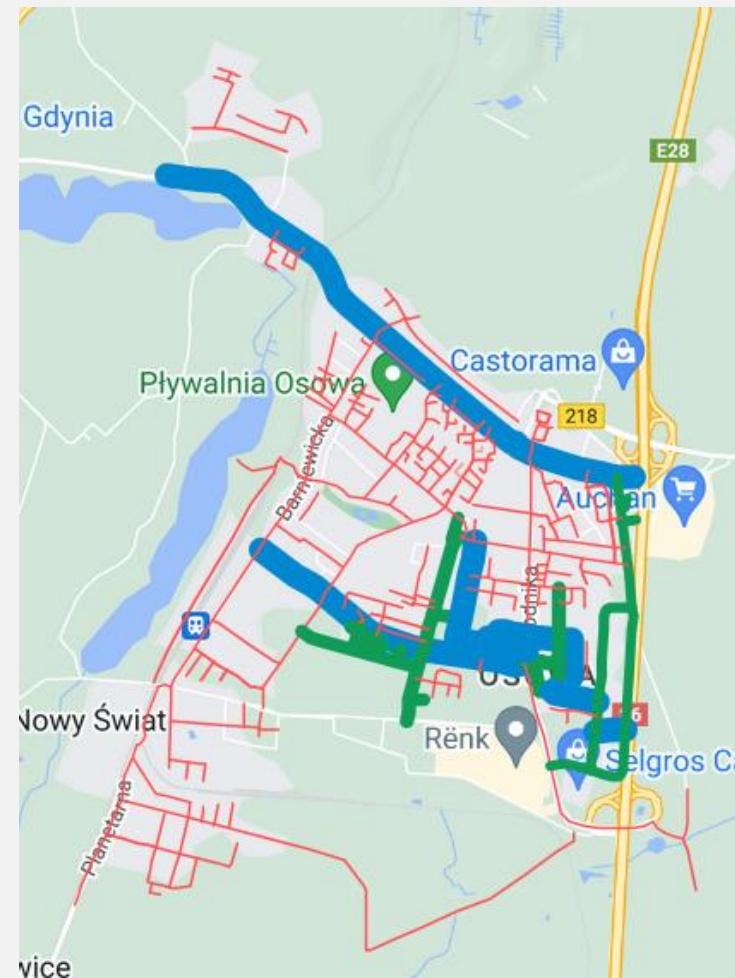 Gdynia
E28
Castorama
Pływalnia Osowa
218
Barniewicka
Auchan
Nowy Świat
Rënk
Selgros Ca
Planetarna
wice